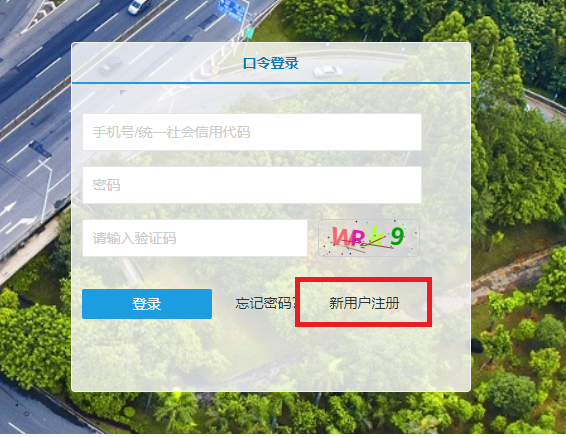 口令登录
手机号/统一社会信用代码
密码
请输入验证码
登录 忘记密码? 新用户注册